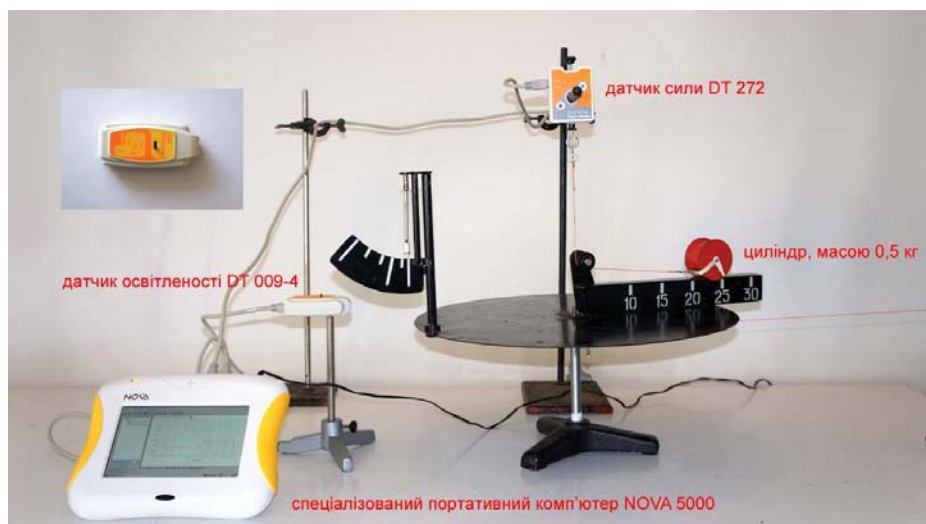 датчик сили DT 272
циліндр, масою 0,5 кг
датчик освітленості DT 009-4
10 15 20 25 30
NOVA
спеціалізований портативний комп'ютер NOVA 5000